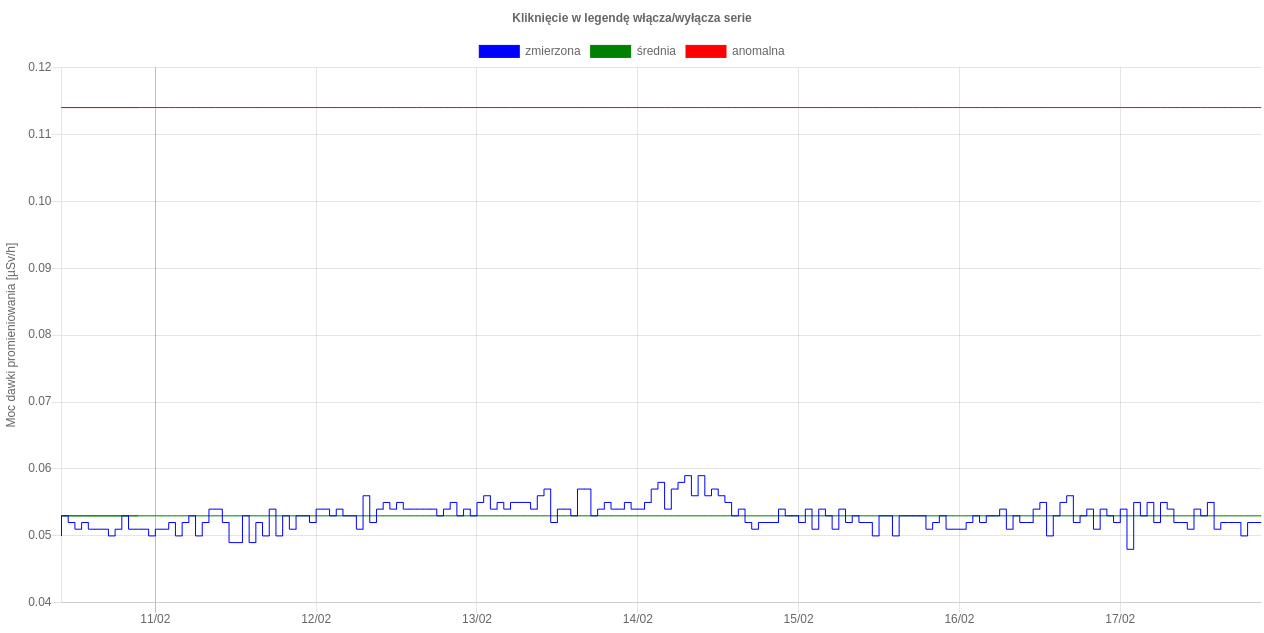 Kliknięcie w legendę włącza/wyłącza serie
zmierzona średnia anomalna
Moc dawki promieniowania [µSv/h]
0.12
0.11
0.10
0.09
0.08
0.07
0.06
0.05
0.04
11/02 12/02 13/02 14/02 15/02 16/02 17/02